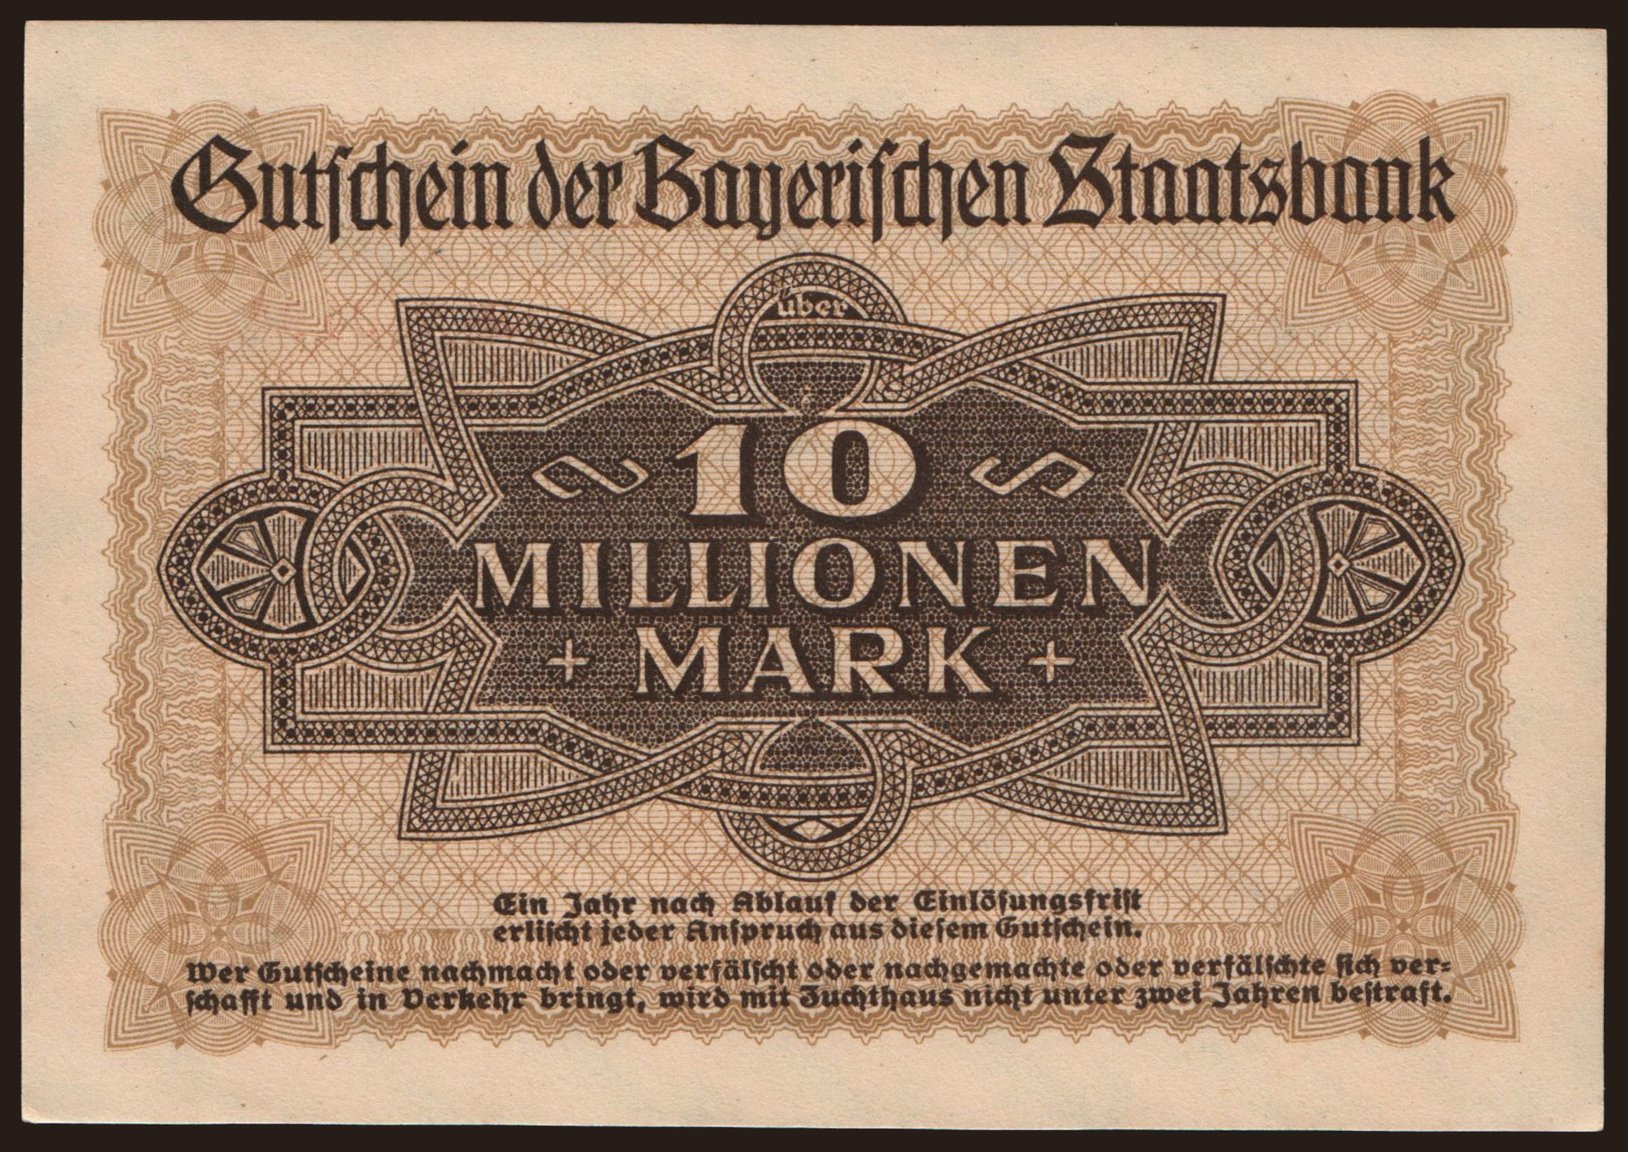 Gutschein der Bayerischen Staatsbank
über
10
MILLIONEN
+ MARK +
Ein Jahr nach Ablauf der Einlösungsfrist
erlischt jeder Anspruch aus diesem Gutschein.
Wer Gutscheine nachmacht oder verfälscht oder nachgemachte oder verfälschte sich ver-
schafft und in Verkehr bringt, wird mit Zuchthaus nicht unter zwei Jahren bestraft.